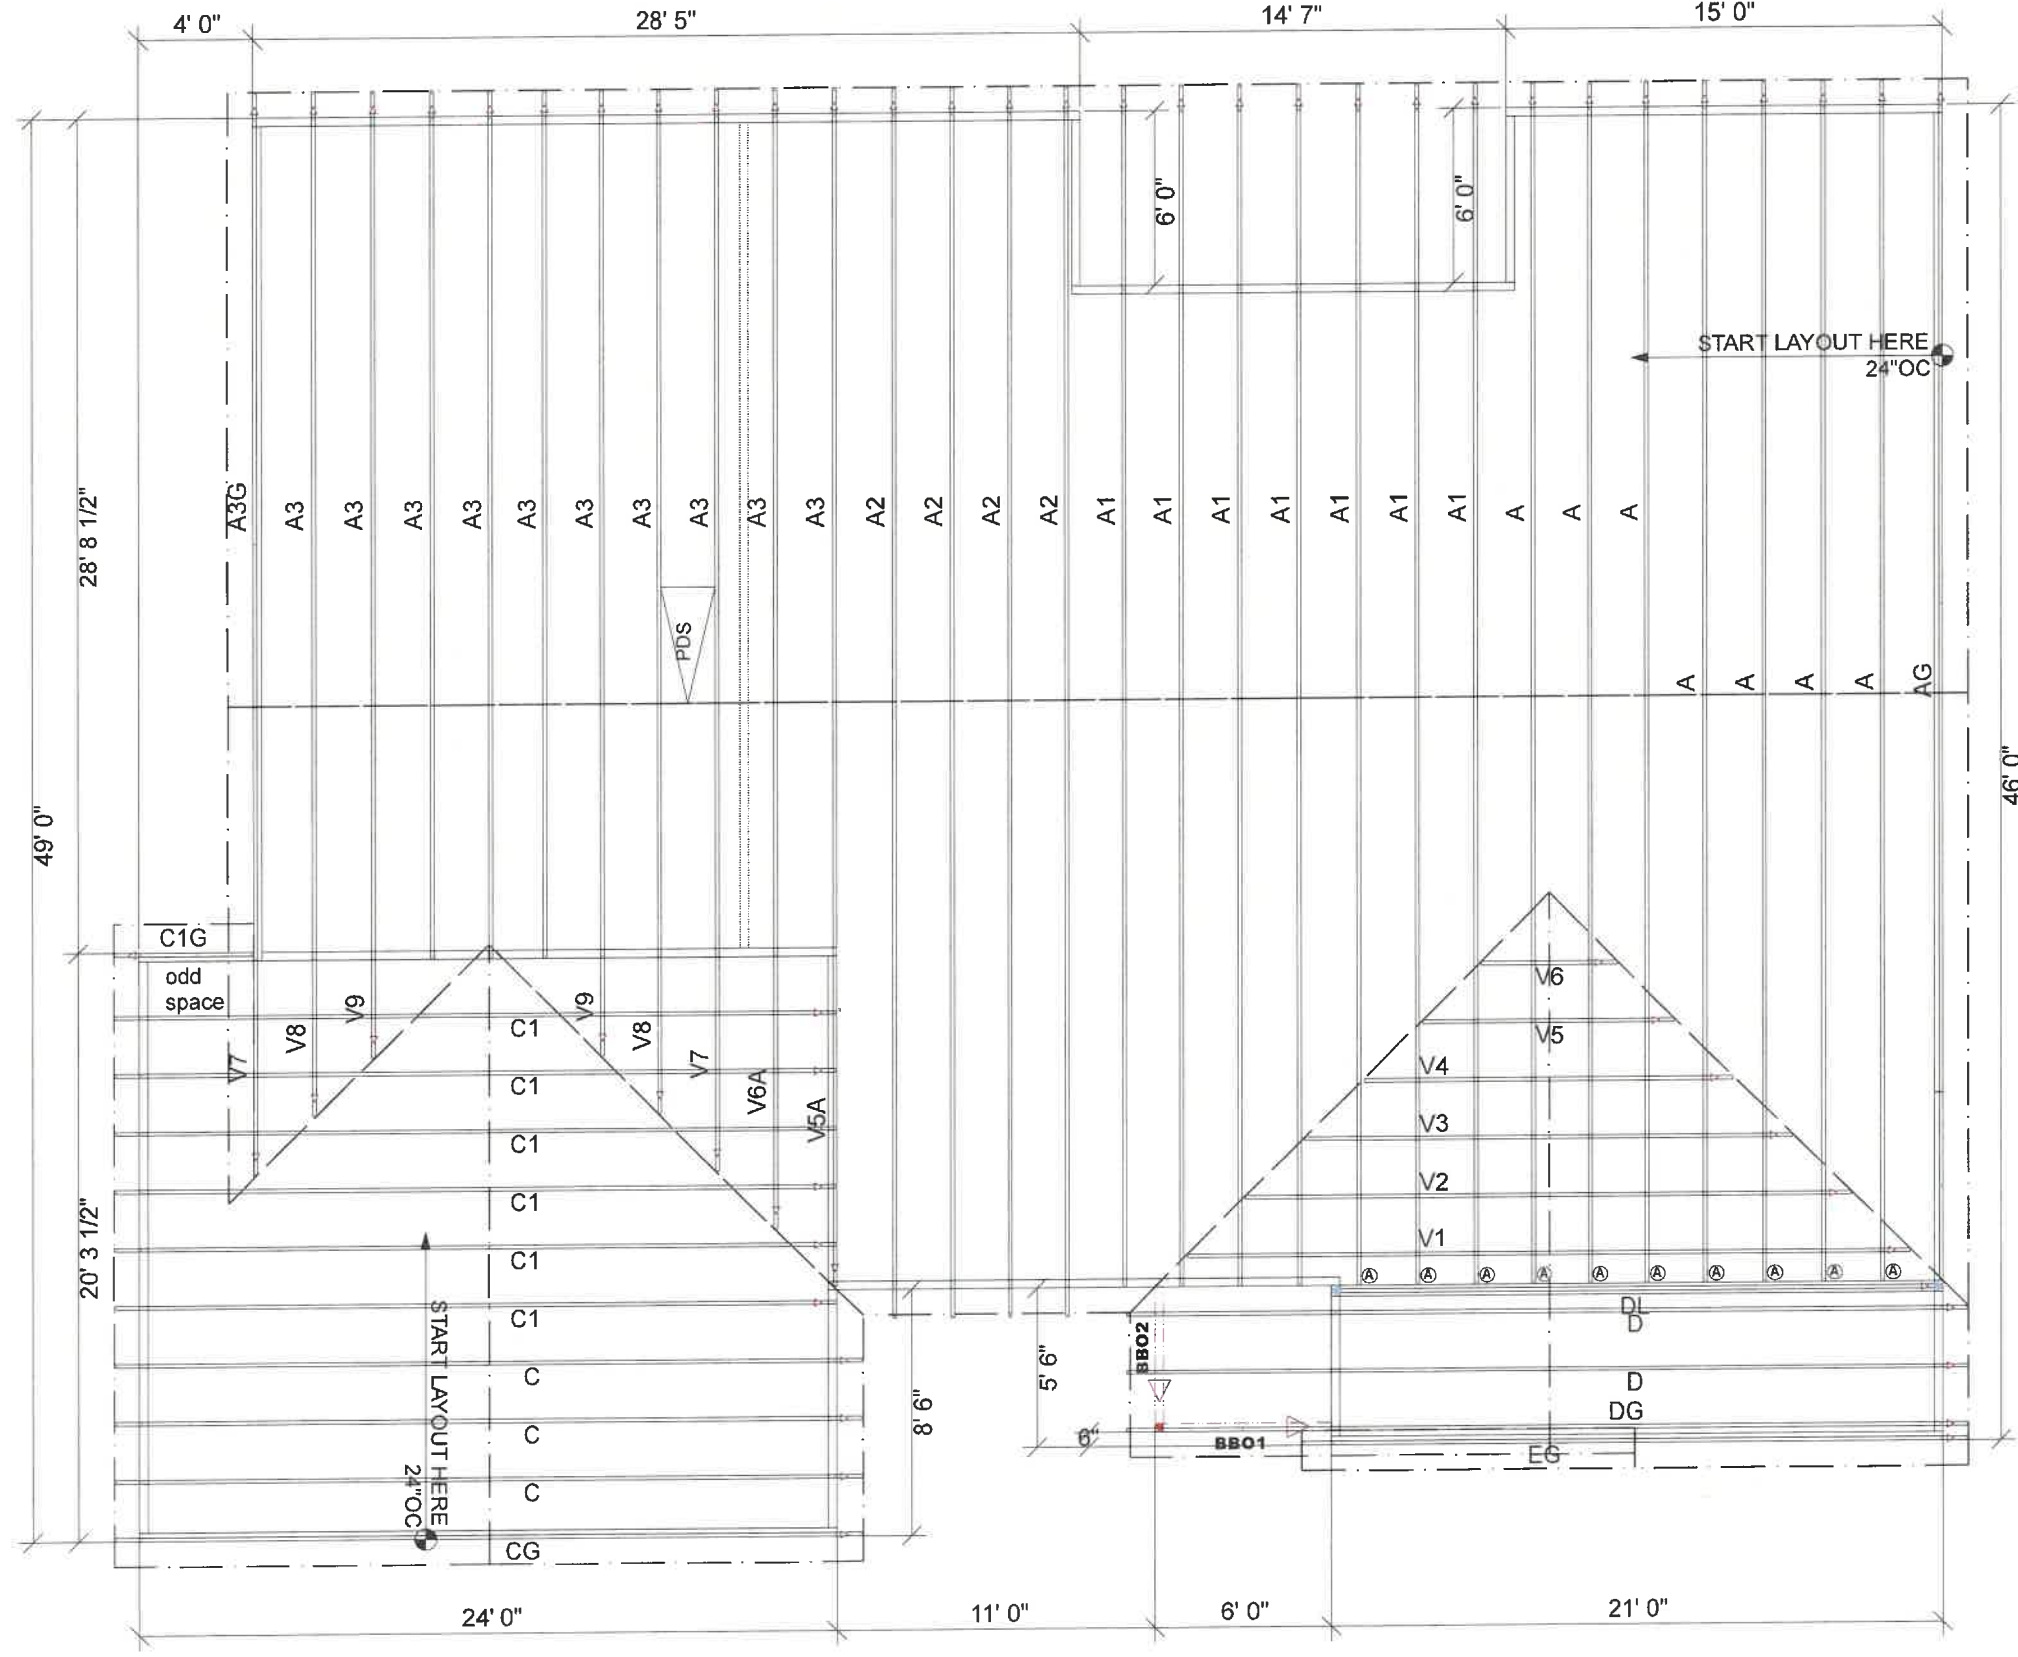 4' 0"
28' 5"
14' 7"
15' 0"
6' 0"
6' 0"
START LAYOUT HERE
24"OC
A3G
A3
A3
A3
A3
A3
A3
A3
A3
A3
A3
A2
A2
A2
A2
A1
A1
A1
A1
A1
A1
A1
A
A
A
28' 8 1/2"
PDS
A
A
A
A
AG
49' 0"
46' 0"
C1G
odd
space
V7
V8
V9
V9
V8
V7
V6A
V5A
C1
C1
C1
C1
C1
C1
C
C
C
CG
V6
V5
V4
V3
V2
V1
A
A
A
A
A
A
A
A
A
A
DL
D
D
DG
EG
BBO2
BBO1
20' 3 1/2"
START LAYOUT HERE
24"OC
8' 6"
5' 6"
6"
24' 0"
11' 0"
6' 0"
21' 0"